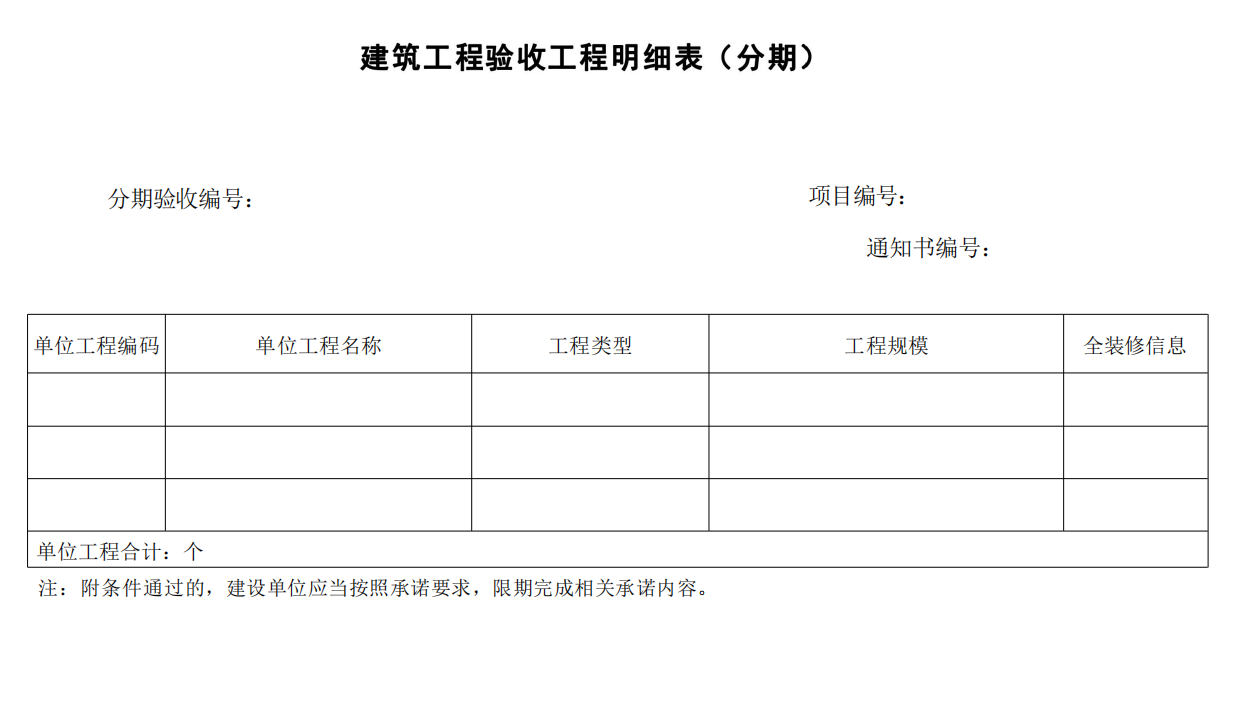 建筑工程验收工程明细表（分期）
分期验收编号：
项目编号：
通知书编号：
单位工程编码 单位工程名称 工程类型 工程规模 全装修信息
单位工程合计：个
注：附条件通过的，建设单位应当按照承诺要求，限期完成相关承诺内容。